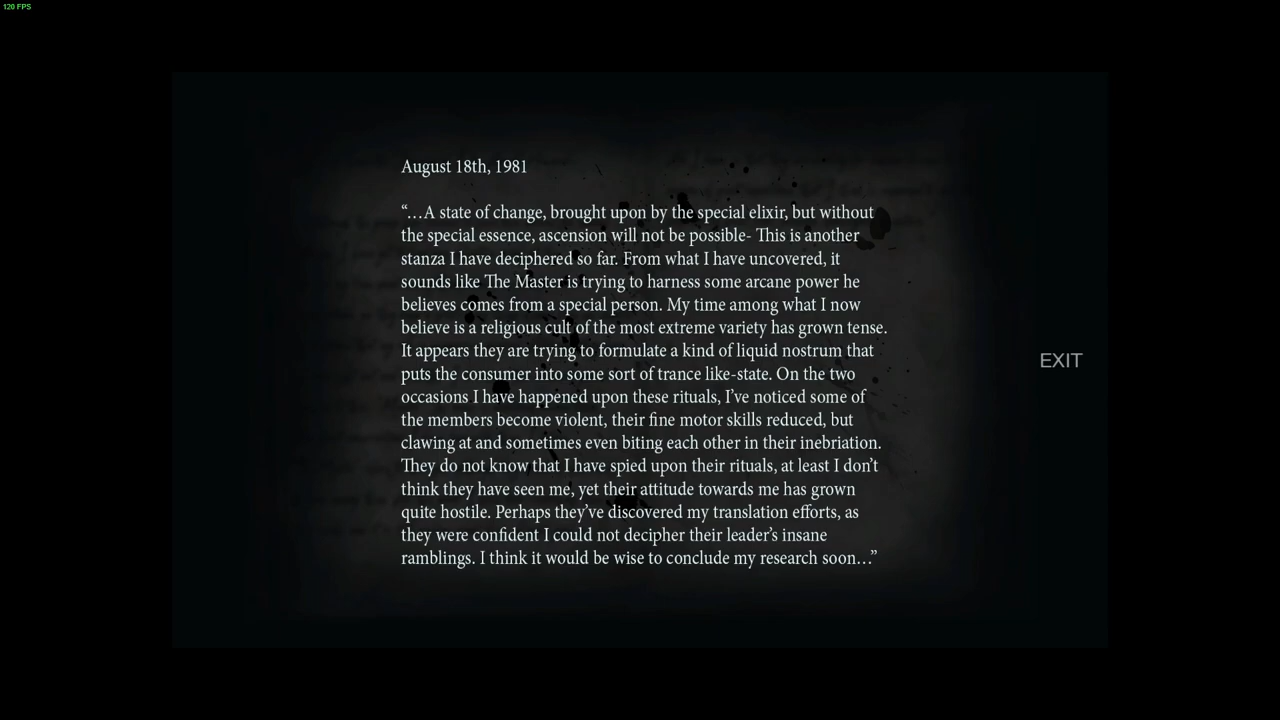 120 FPS
August 18th, 1981
“…A state of change, brought upon by the special elixir, but without
the special essence, ascension will not be possible- This is another
stanza I have deciphered so far. From what I have uncovered, it
sounds like The Master is trying to harness some arcane power he
believes comes from a special person. My time among what I now
believe is a religious cult of the most extreme variety has grown tense.
It appears they are trying to formulate a kind of liquid nostrum that
puts the consumer into some sort of trance like-state. On the two
occasions I have happened upon these rituals, I’ve noticed some of
the members become violent, their fine motor skills reduced, but
clawing at and sometimes even biting each other in their inebriation.
They do not know that I have spied upon their rituals, at least I don’t
think they have seen me, yet their attitude towards me has grown
quite hostile. Perhaps they’ve discovered my translation efforts, as
they were confident I could not decipher their leader’s insane
ramblings. I think it would be wise to conclude my research soon…”
EXIT